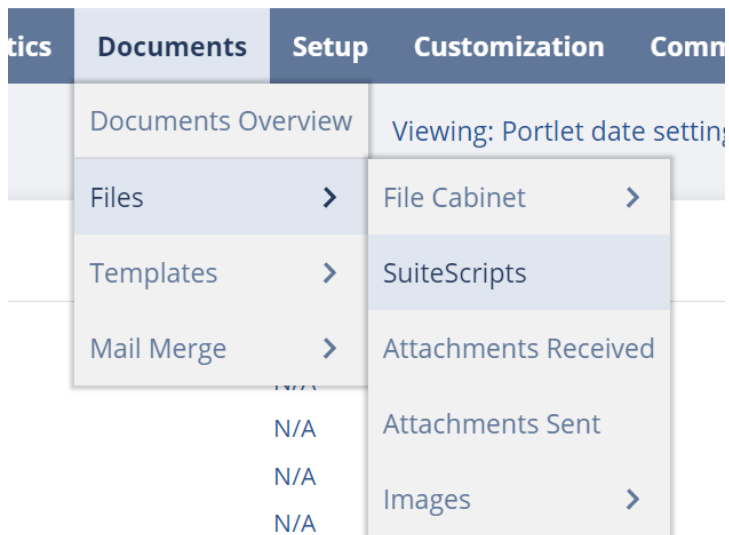 tics Documents Setup Customization Comm
Documents Overview
Viewing: Portlet date setting
Files
File Cabinet
Templates
SuiteScripts
Mail Merge
Attachments Received
N/A
Attachments Sent
N/A
Images
N/A